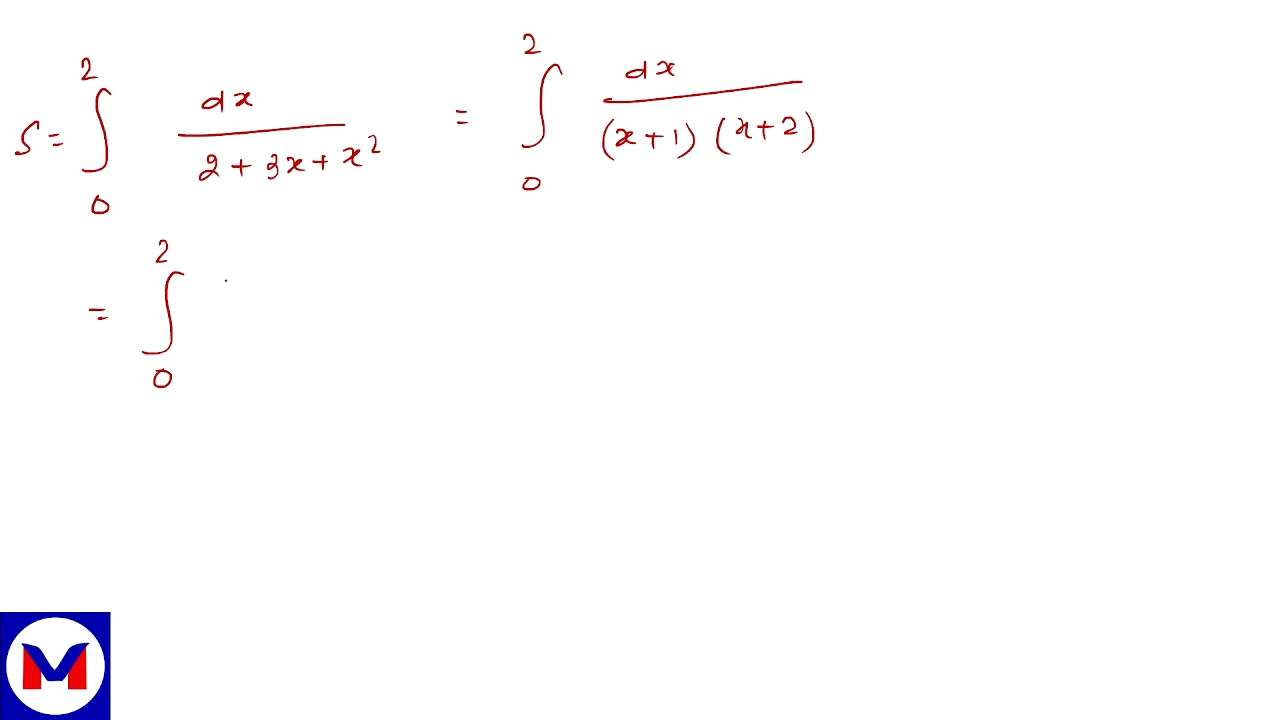 S = ∫₀² dx / (2 + 3x + x²) = ∫₀² dx / ((x+1) (x+2))
= ∫₀²
M